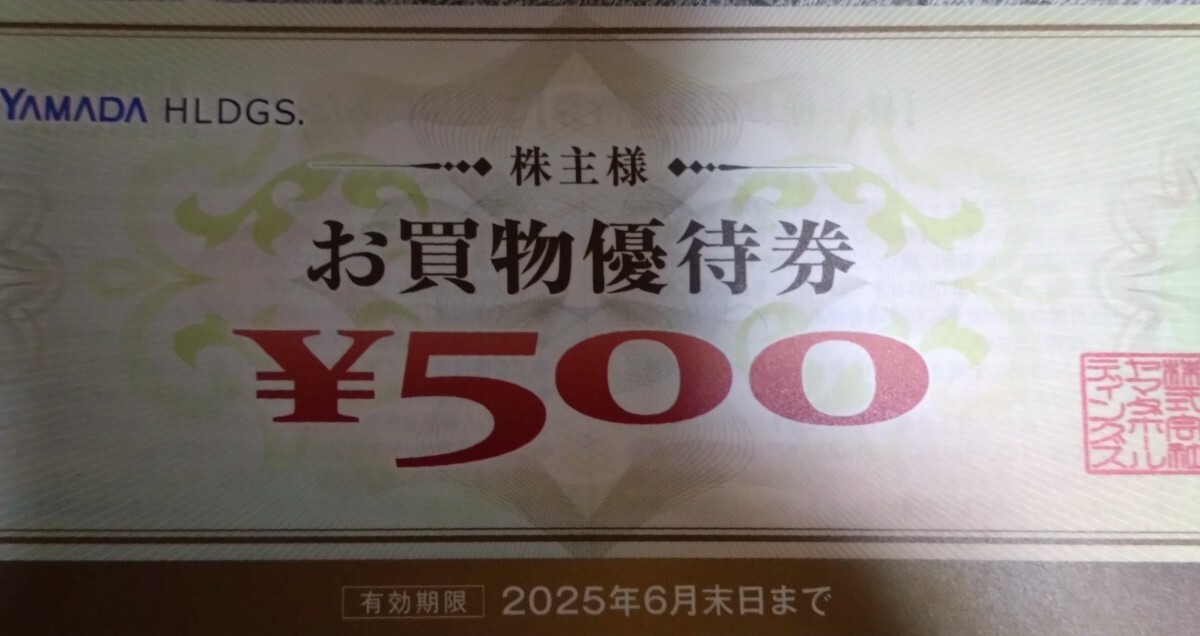 YAMADA HLDGS.
株主様
お買物優待券
¥500
株式会社
ヤマダホール
ディングス
有効期限 2025年6月末日まで